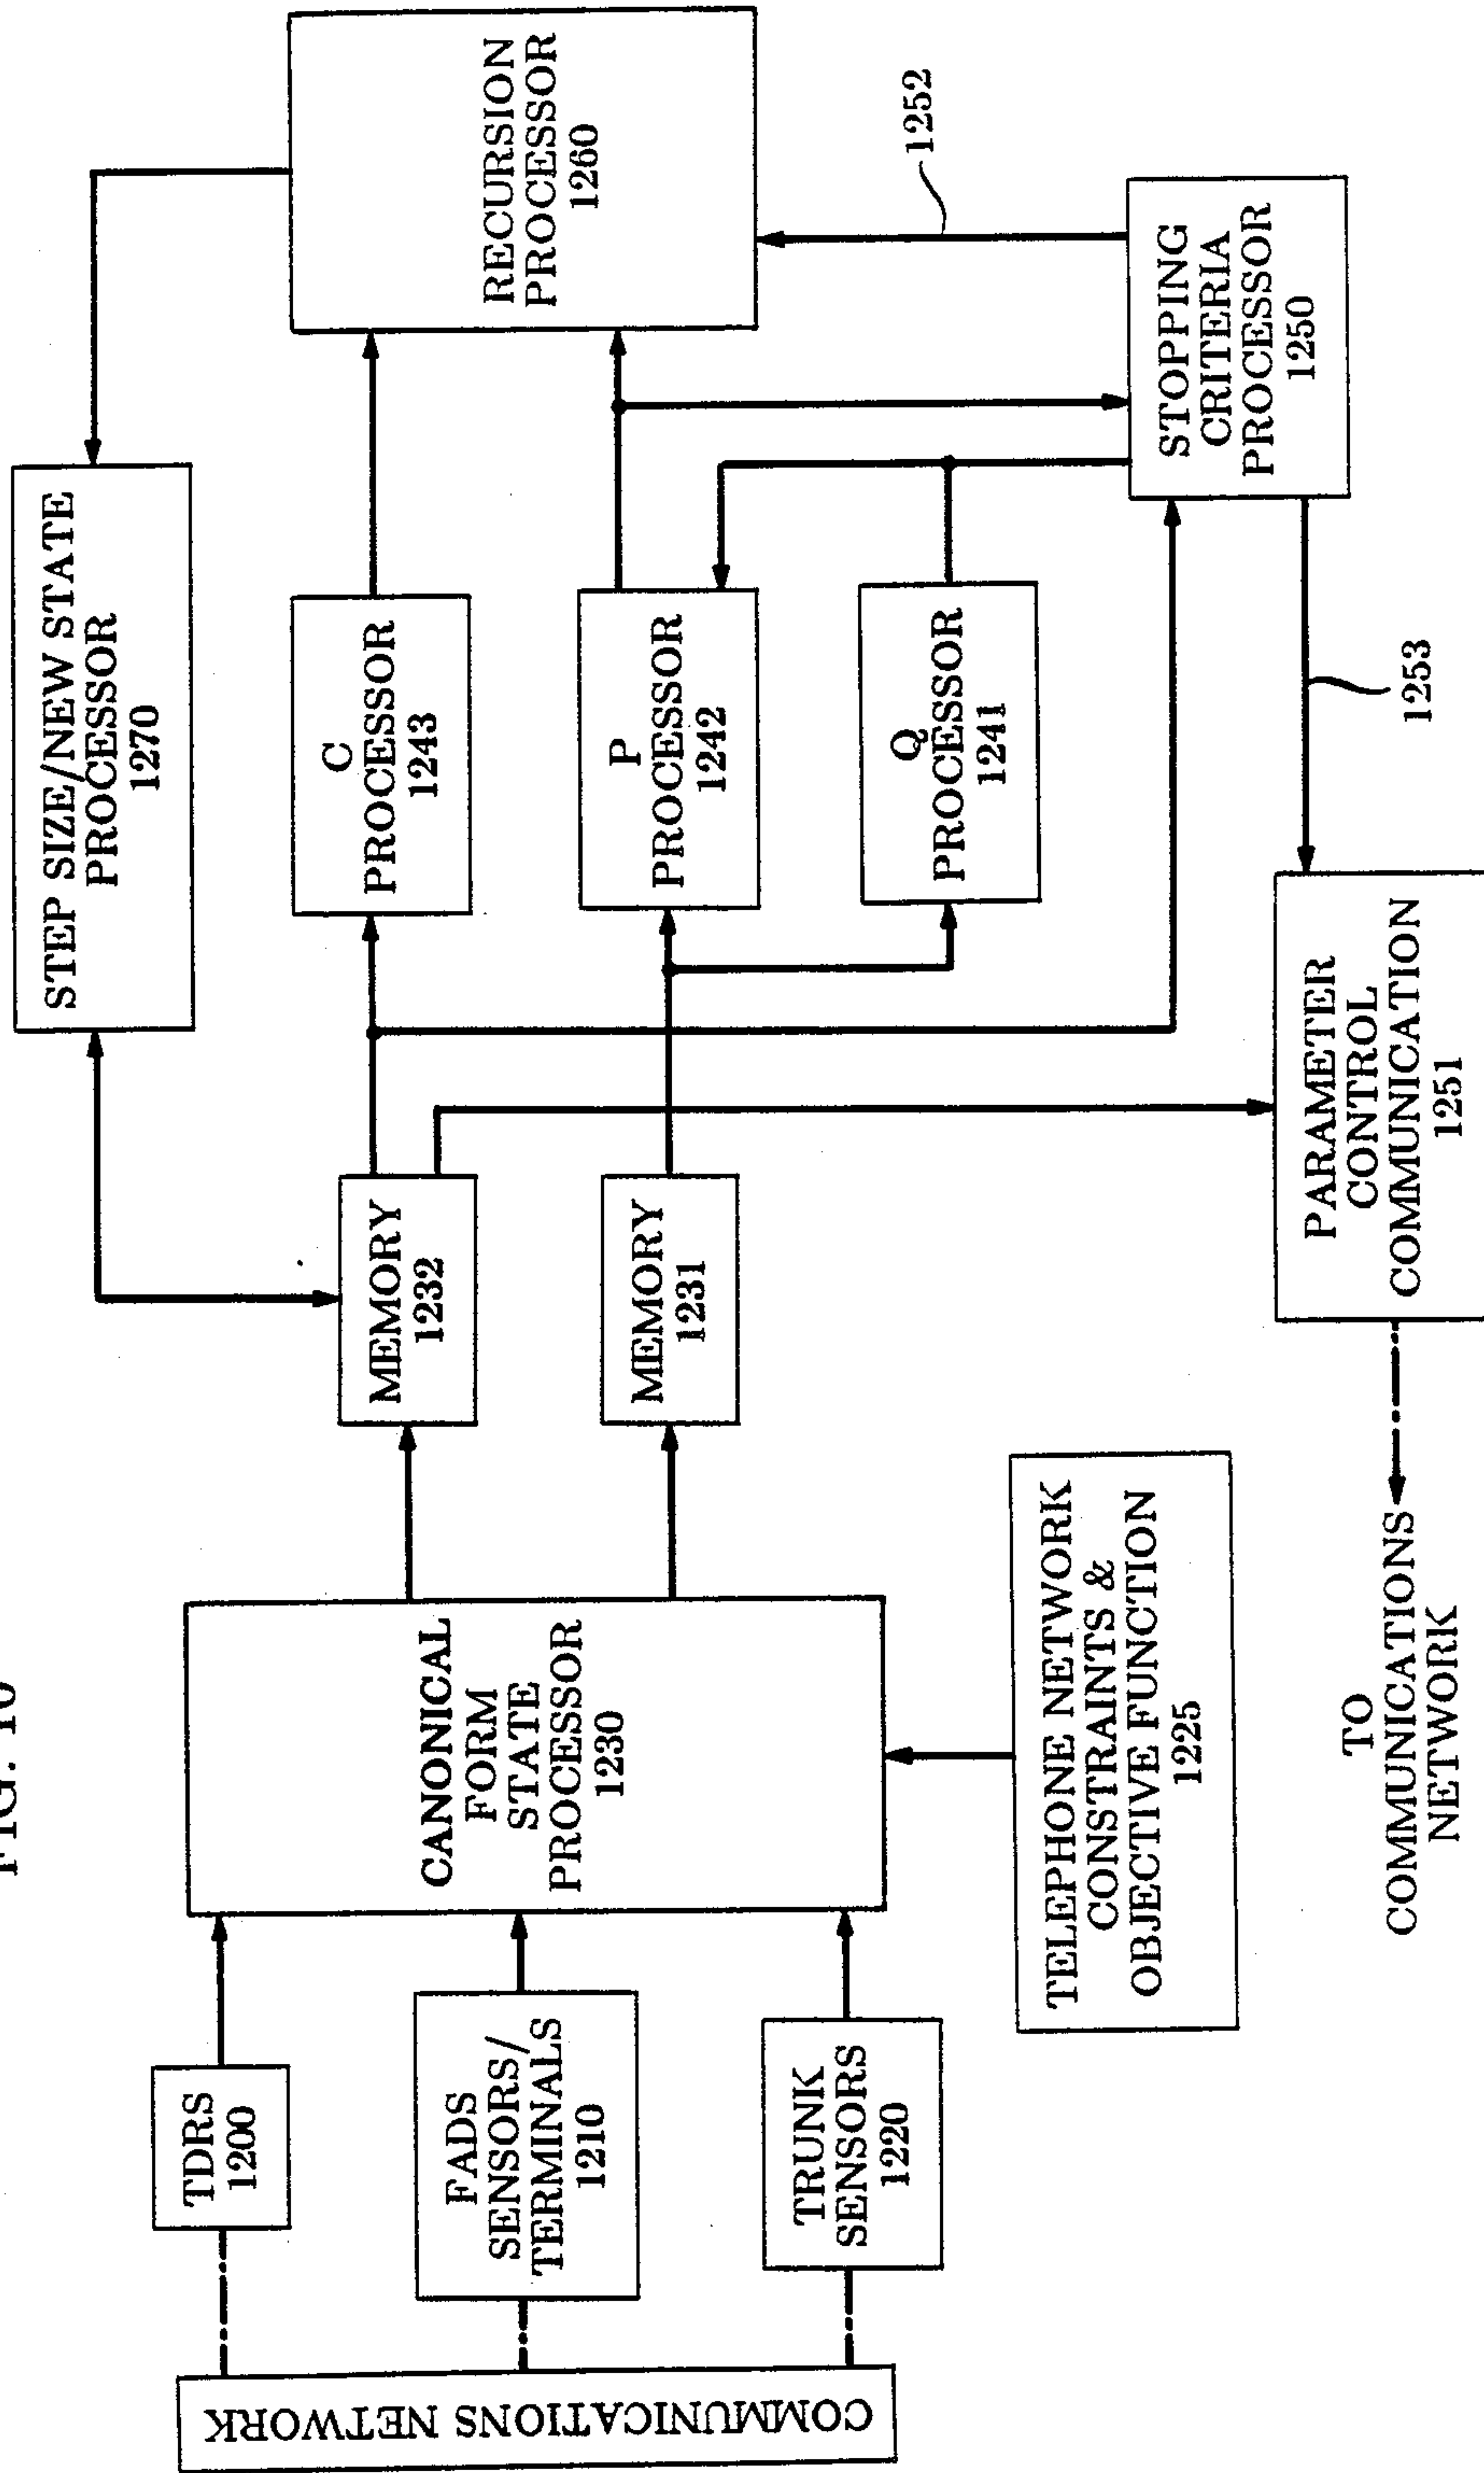 FIG.
COMMUNICATIONS NETWORK
TDRS
1200
FADS
SENSORS/
TERMINALS
1210
TRUNK
SENSORS
1220
CANONICAL
FORM
STATE
PROCESSOR
1230
TELEPHONE NETWORK
CONSTRAINTS &
OBJECTIVE FUNCTION
1225
MEMORY
1232
MEMORY
1231
STEP SIZE/NEW STATE
PROCESSOR
1270
C
PROCESSOR
1243
P
PROCESSOR
1242
Q
PROCESSOR
1241
RECURSION
PROCESSOR
1260
1252
STOPPING
CRITERIA
PROCESSOR
1250
1253
PARAMETER
CONTROL
COMMUNICATION
1251
TO
COMMUNICATIONS
NETWORK